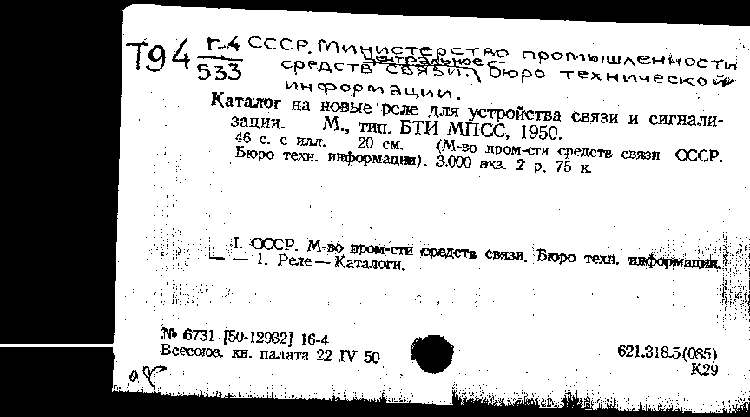 Т94 Г-4 СССР. Министерство промышленности
533 средств связи. Центральное Бюро технической
информации.
Каталог на новые реле для устройства связи и сигнали-
зации. М., тип. БТИ МПСС, 1950.
46 с. с илл. 20 см. (М-во пром-сти средств связи СССР.
Бюро техн. информации). 3.000 экз. 2 р. 75 к.
I. СССР. М-во пром-сти средств связи. Бюро техн. информации.
— 1. Реле — Каталоги.
№ 6731 [50-12982] 16-4
Всесоюз. кн. палата 22 IV 50
621.318.5(085)
К29